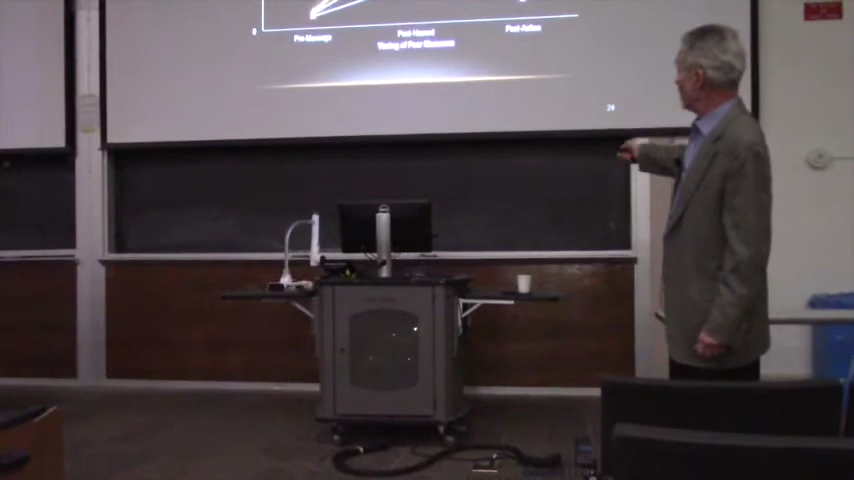 0
Pre-Message
Post-Hazard
Post-Action
Timing of Fear Measures
24